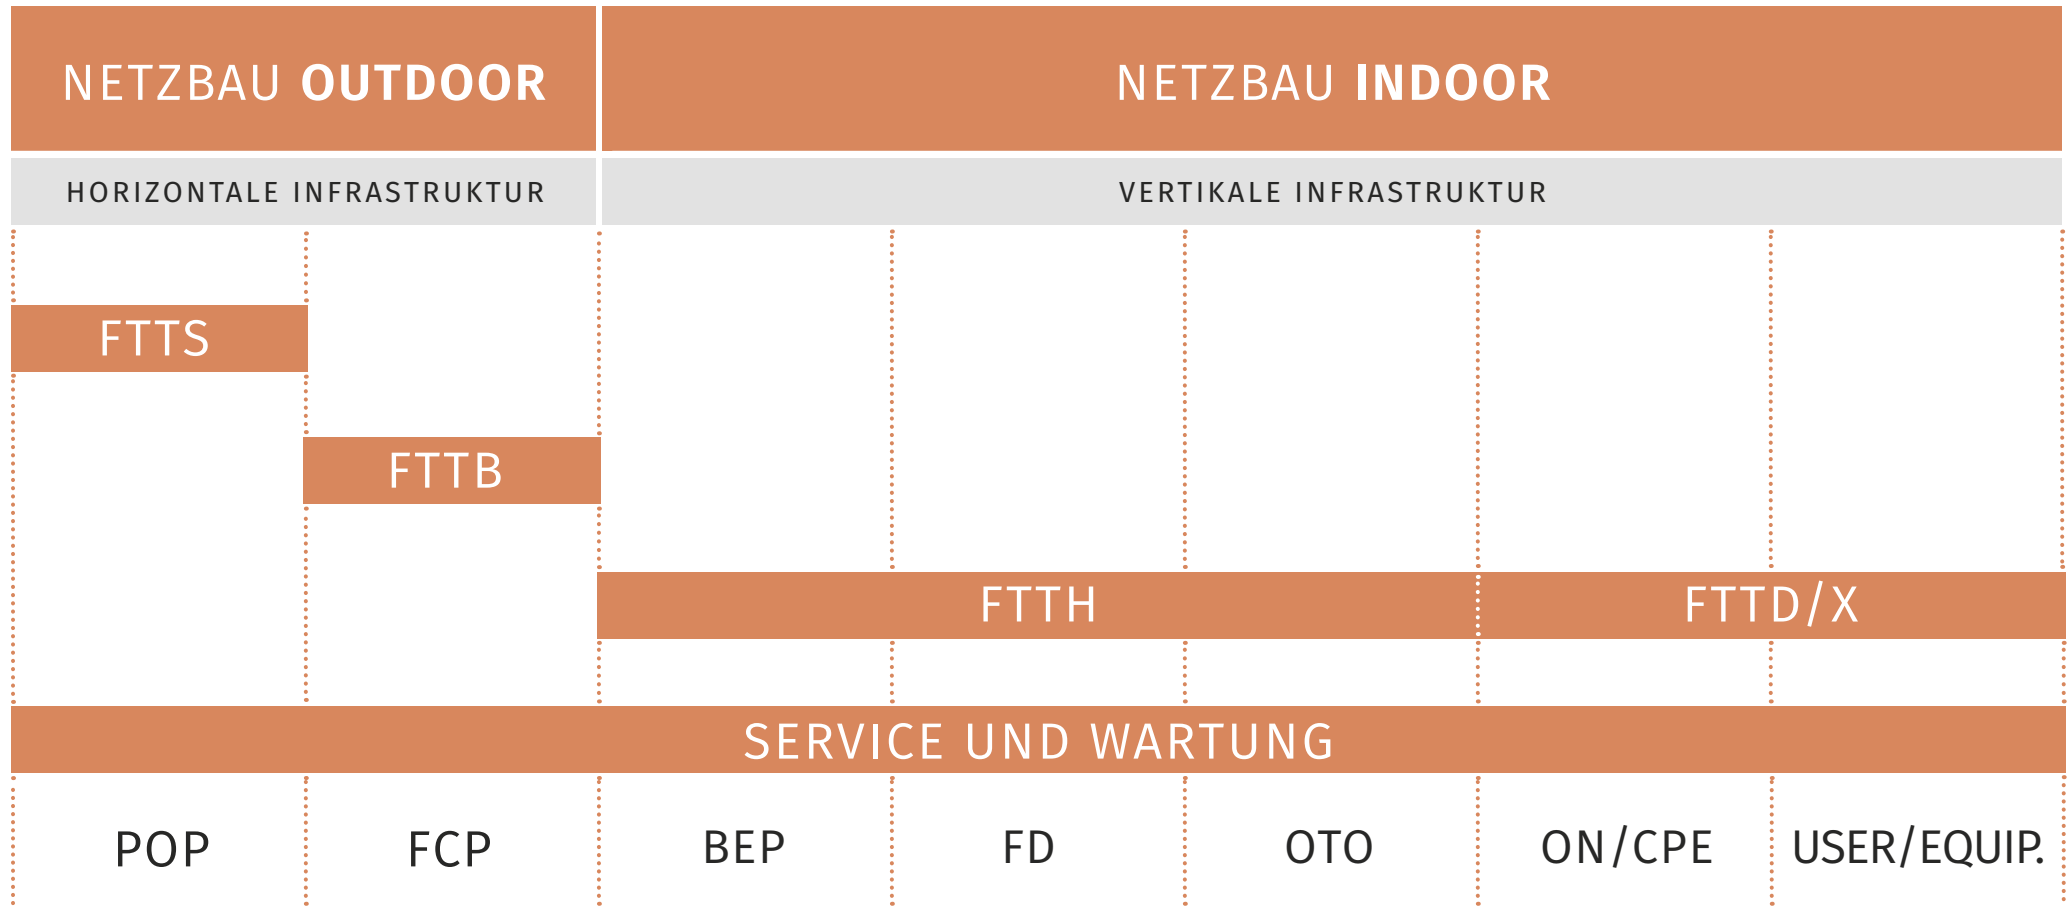 NETZBAU OUTDOOR
NETZBAU INDOOR
HORIZONTALE INFRASTRUKTUR
VERTIKALE INFRASTRUKTUR
FTTS
FTTB
FTTH
FTTD/X
SERVICE UND WARTUNG
POP
FCP
BEP
FD
OTO
ON/CPE
USER/EQUIP.